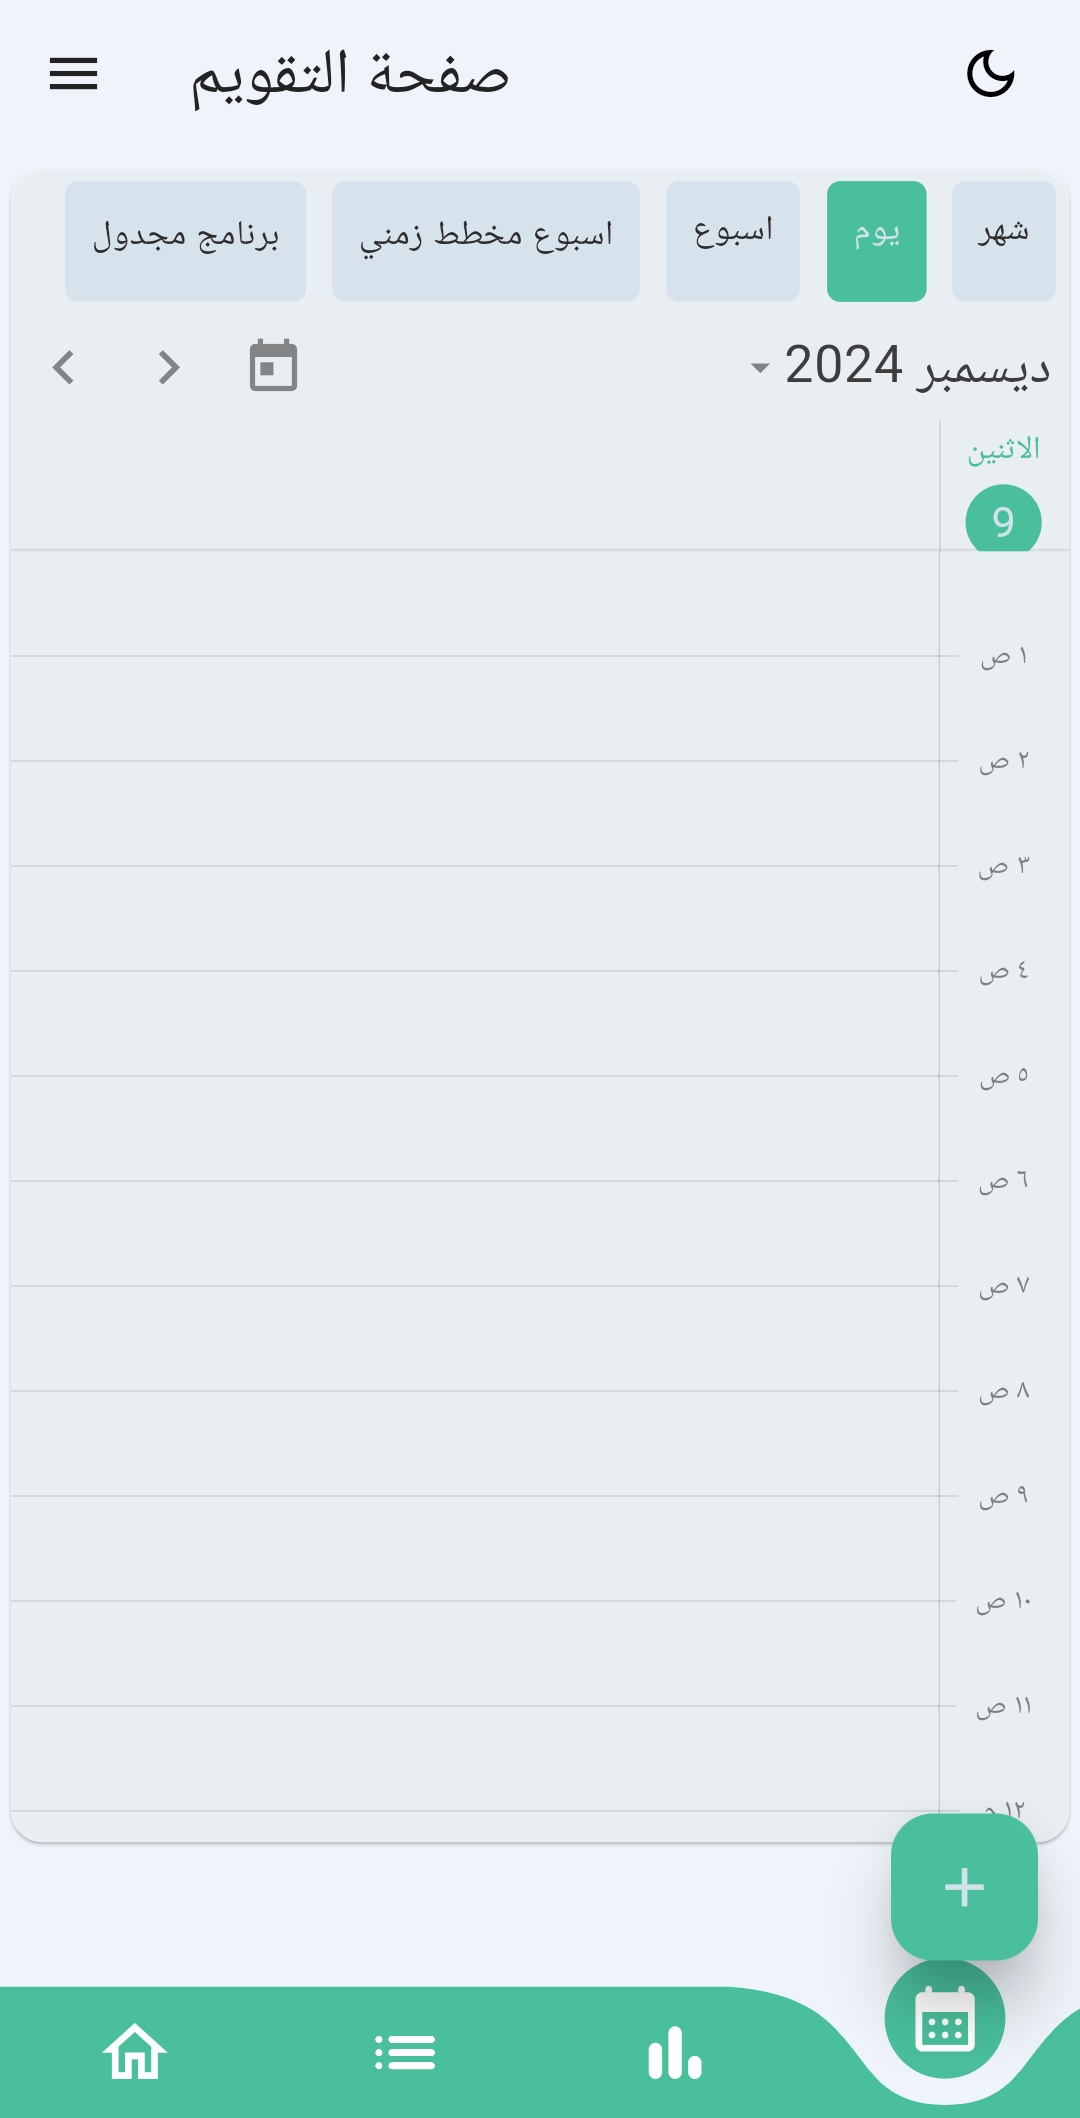 صفحة التقويم
شهر
يوم
اسبوع
اسبوع مخطط زمني
برنامج مجدول
ديسمبر 2024
الاثنين
9
١ ص
٢ ص
٣ ص
٤ ص
٥ ص
٦ ص
٧ ص
٨ ص
٩ ص
١٠ ص
١١ ص
١٢